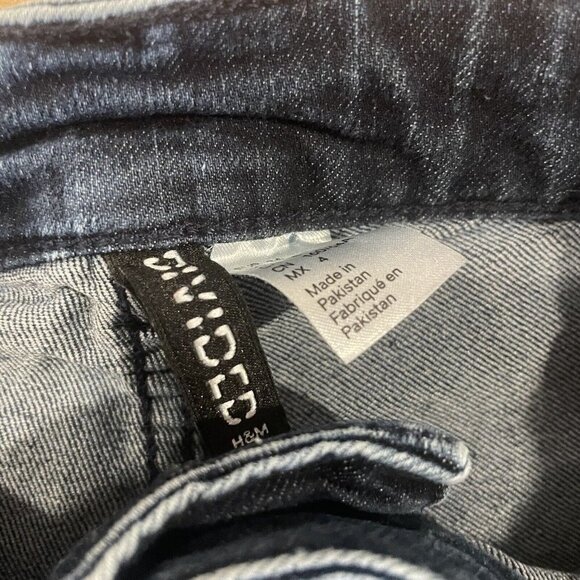 DIVIDED
H&M
MX 4
Made in
Pakistan
Fabriqué en
Pakistan